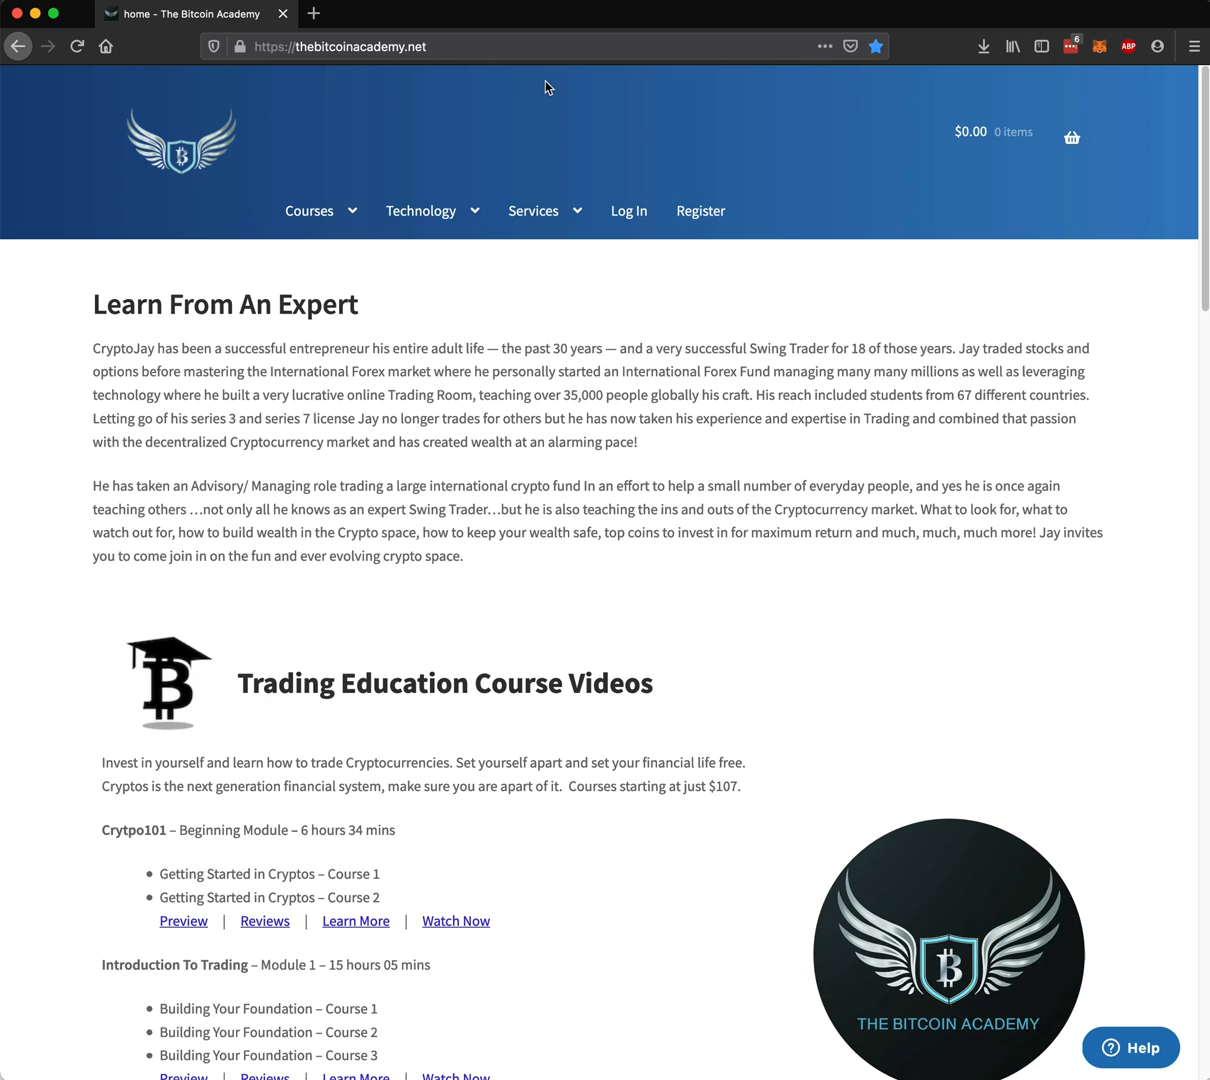 home - The Bitcoin Academy
https://thebitcoinacademy.net
6
ABP
B
$0.00 0 items
Courses Technology Services Log In Register
Learn From An Expert
CryptoJay has been a successful entrepreneur his entire adult life — the past 30 years — and a very successful Swing Trader for 18 of those years. Jay traded stocks and
options before mastering the International Forex market where he personally started an International Forex Fund managing many many millions as well as leveraging
technology where he built a very lucrative online Trading Room, teaching over 35,000 people globally his craft. His reach included students from 67 different countries.
Letting go of his series 3 and series 7 license Jay no longer trades for others but he has now taken his experience and expertise in Trading and combined that passion
with the decentralized Cryptocurrency market and has created wealth at an alarming pace!
He has taken an Advisory/ Managing role trading a large international crypto fund In an effort to help a small number of everyday people, and yes he is once again
teaching others …not only all he knows as an expert Swing Trader…but he is also teaching the ins and outs of the Cryptocurrency market. What to look for, what to
watch out for, how to build wealth in the Crypto space, how to keep your wealth safe, top coins to invest in for maximum return and much, much, much more! Jay invites
you to come join in on the fun and ever evolving crypto space.
Trading Education Course Videos
Invest in yourself and learn how to trade Cryptocurrencies. Set yourself apart and set your financial life free.
Cryptos is the next generation financial system, make sure you are apart of it. Courses starting at just $107.
Crytpo101 – Beginning Module – 6 hours 34 mins
• Getting Started in Cryptos – Course 1
• Getting Started in Cryptos – Course 2
Preview | Reviews | Learn More | Watch Now
Introduction To Trading – Module 1 – 15 hours 05 mins
• Building Your Foundation – Course 1
• Building Your Foundation – Course 2
• Building Your Foundation – Course 3
Preview | Reviews | Learn More | Watch Now
B
THE BITCOIN ACADEMY
? Help